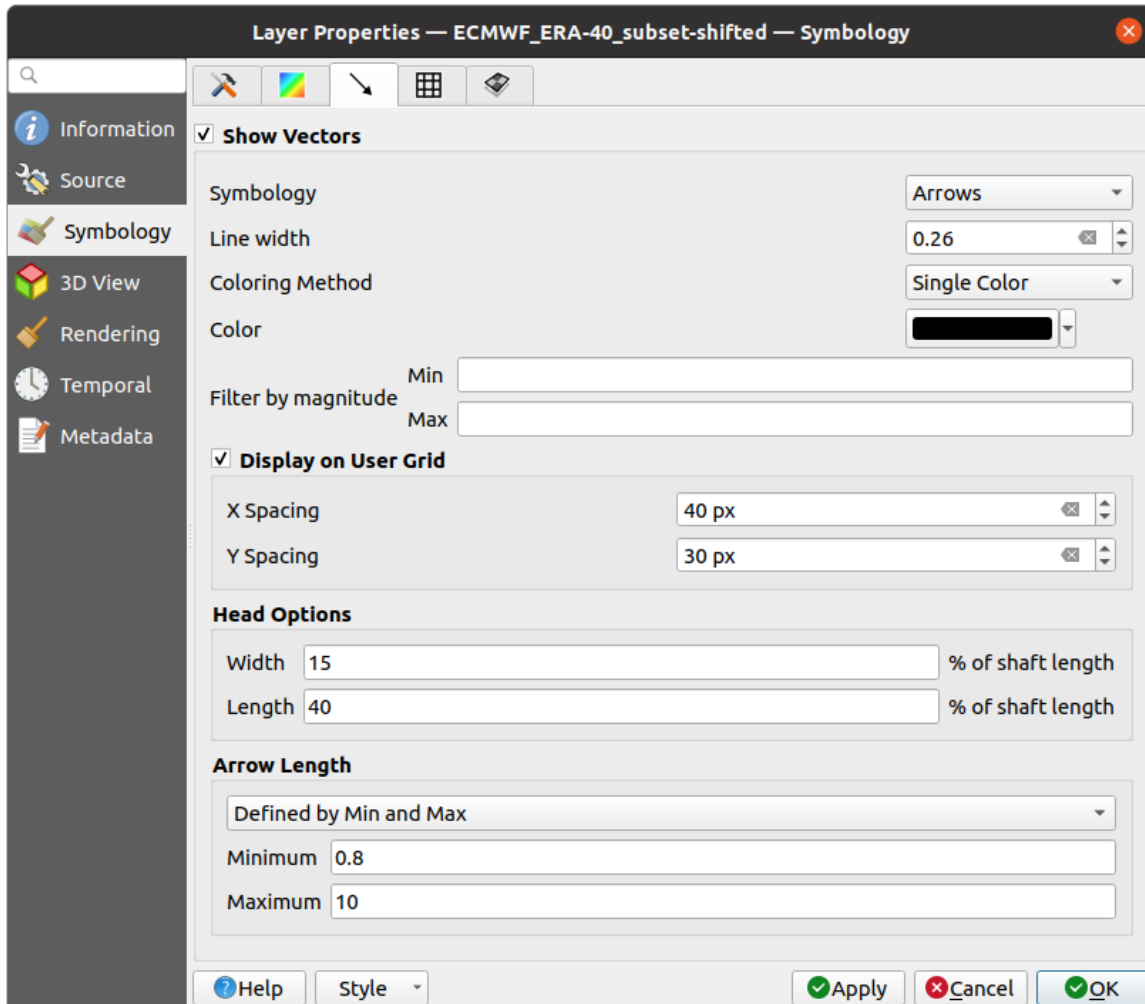 Layer Properties — ECMWF_ERA-40_subset-shifted — Symbology
Information
Source
Symbology
3D View
Rendering
Temporal
Metadata
Show Vectors
Symbology Arrows
Line width 0.26
Coloring Method Single Color
Color
Filter by magnitude
Min
Max
Display on User Grid
X Spacing 40 px
Y Spacing 30 px
Head Options
Width 15 % of shaft length
Length 40 % of shaft length
Arrow Length
Defined by Min and Max
Minimum 0.8
Maximum 10
Help Style Apply Cancel OK